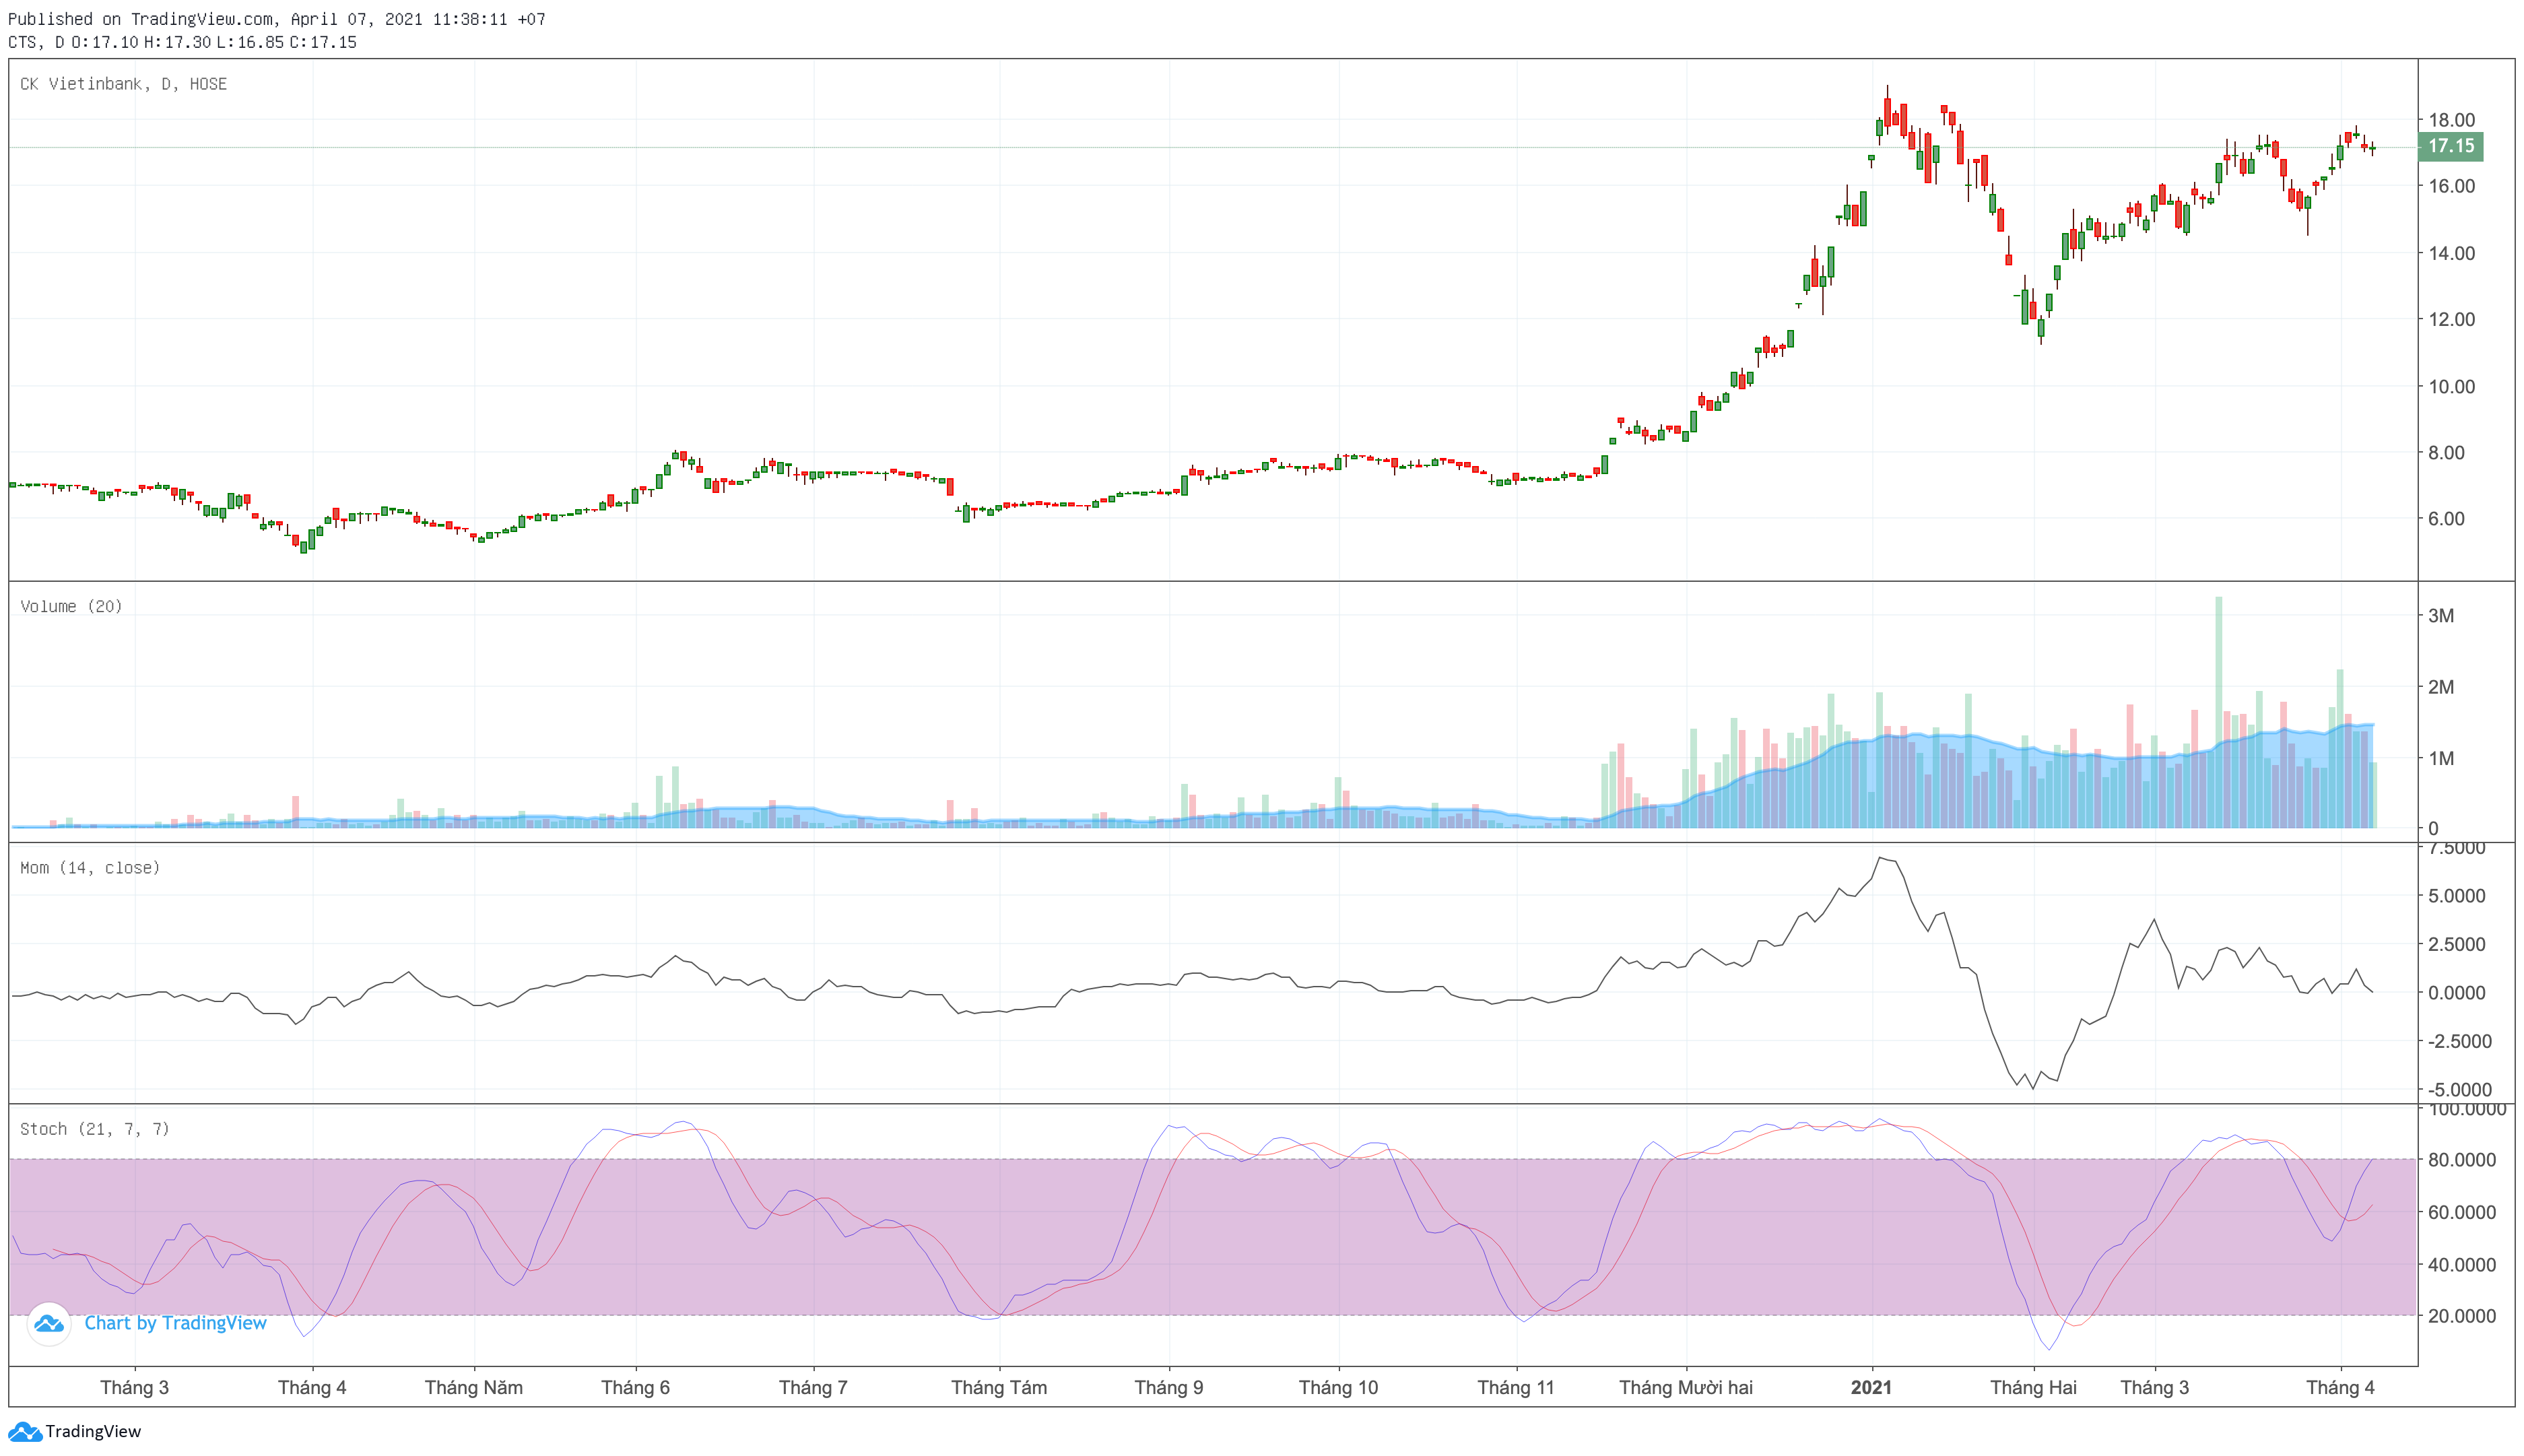 Published on TradingView.com, April 07, 2021 11:38:11 +07
CTS, D O:17.10 H:17.30 L:16.85 C:17.15
CK Vietinbank, D, HOSE
18.00
17.15
16.00
14.00
12.00
10.00
8.00
6.00
Volume (20)
3M
2M
1M
0
Mom (14, close)
7.5000
5.0000
2.5000
0.0000
-2.5000
-5.0000
Stoch (21, 7, 7)
100.0000
80.0000
60.0000
40.0000
20.0000
Chart by TradingView
Tháng 3 Tháng 4 Tháng Năm Tháng 6 Tháng 7 Tháng Tám Tháng 9 Tháng 10 Tháng 11 Tháng Mười hai 2021 Tháng Hai Tháng 3 Tháng 4
TradingView